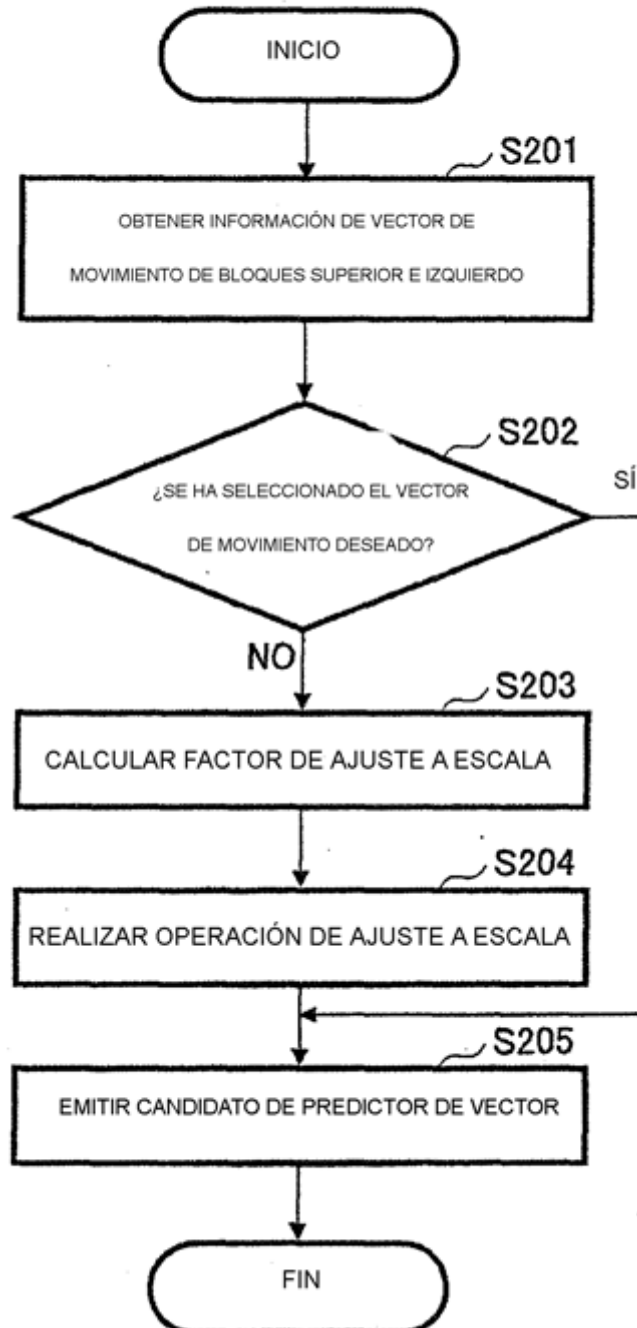 INICIO
S201
OBTENER INFORMACIÓN DE VECTOR DE
MOVIMIENTO DE BLOQUES SUPERIOR E IZQUIERDO
S202
¿SE HA SELECCIONADO EL VECTOR
DE MOVIMIENTO DESEADO?
SÍ
NO
S203
CALCULAR FACTOR DE AJUSTE A ESCALA
S204
REALIZAR OPERACIÓN DE AJUSTE A ESCALA
S205
EMITIR CANDIDATO DE PREDICTOR DE VECTOR
FIN